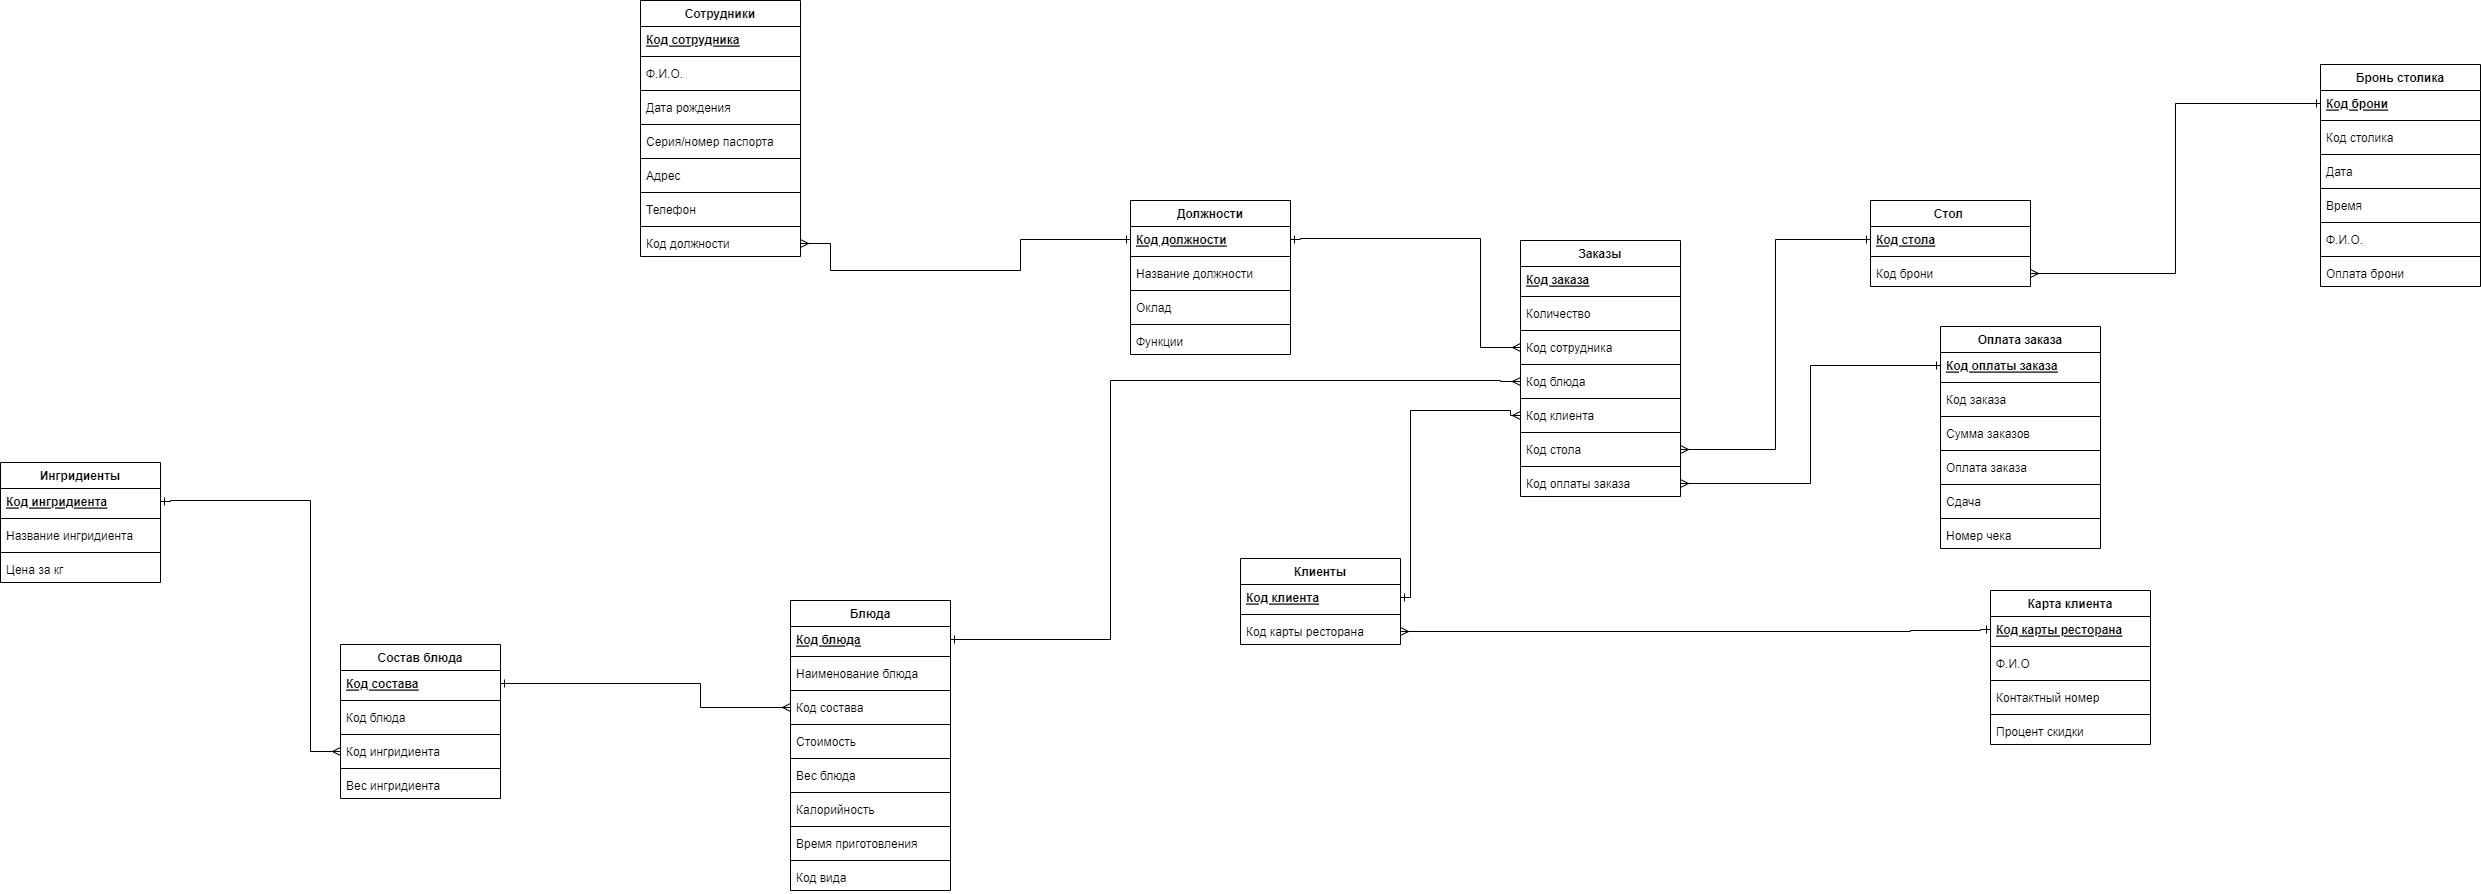 Сотрудники
Код сотрудника
Ф.И.О.
Дата рождения
Серия/номер паспорта
Адрес
Телефон
Код должности
Должности
Код должности
Название должности
Оклад
Функции
Заказы
Код заказа
Количество
Код сотрудника
Код блюда
Код клиента
Код стола
Код оплаты заказа
Стол
Код стола
Код брони
Бронь столика
Код брони
Код столика
Дата
Время
Ф.И.О.
Оплата брони
Оплата заказа
Код оплаты заказа
Код заказа
Сумма заказов
Оплата заказа
Сдача
Номер чека
Ингридиенты
Код ингридиента
Название ингридиента
Цена за кг
Состав блюда
Код состава
Код блюда
Код ингридиента
Вес ингридиента
Блюда
Код блюда
Наименование блюда
Код состава
Стоимость
Вес блюда
Калорийность
Время приготовления
Код вида
Клиенты
Код клиента
Код карты ресторана
Карта клиента
Код карты ресторана
Ф.И.О
Контактный номер
Процент скидки